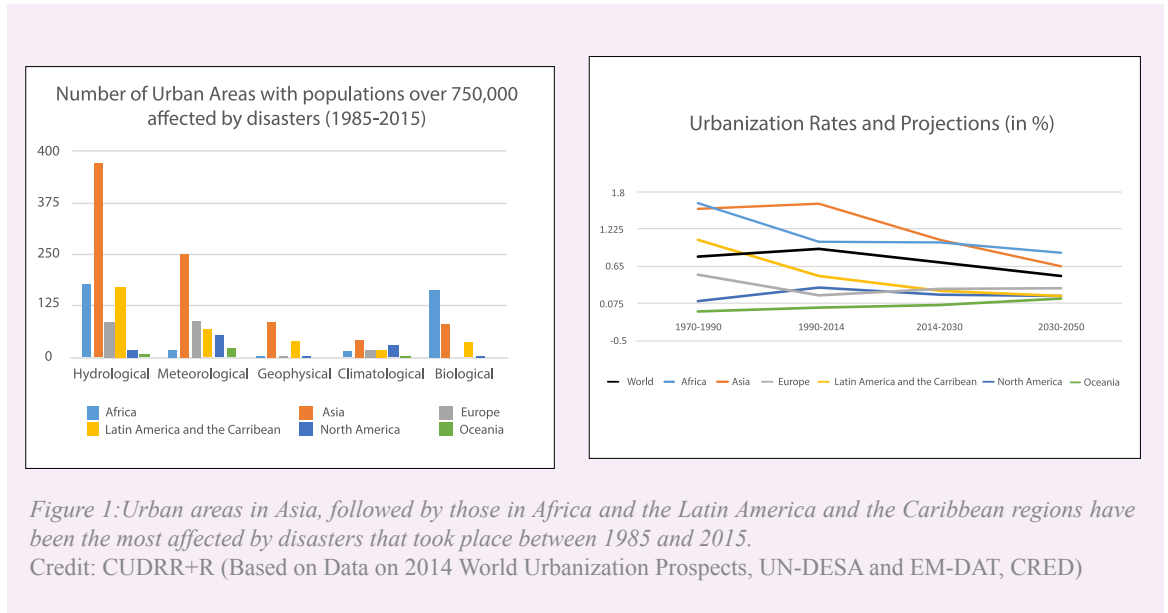 Number of Urban Areas with populations over 750,000
affected by disasters (1985-2015)
400
375
250
125
0
Hydrological Meteorological Geophysical Climatological Biological
Africa Asia Europe
Latin America and the Carribean North America Oceania
Urbanization Rates and Projections (in %)
1.8
1.225
0.65
0.075
1970-1990 1990-2014 2014-2030 2030-2050
-0.5
World Africa Asia Europe Latin America and the Carribean North America Oceania
Figure 1:Urban areas in Asia, followed by those in Africa and the Latin America and the Caribbean regions have
been the most affected by disasters that took place between 1985 and 2015.
Credit: CUDRR+R (Based on Data on 2014 World Urbanization Prospects, UN-DESA and EM-DAT, CRED)